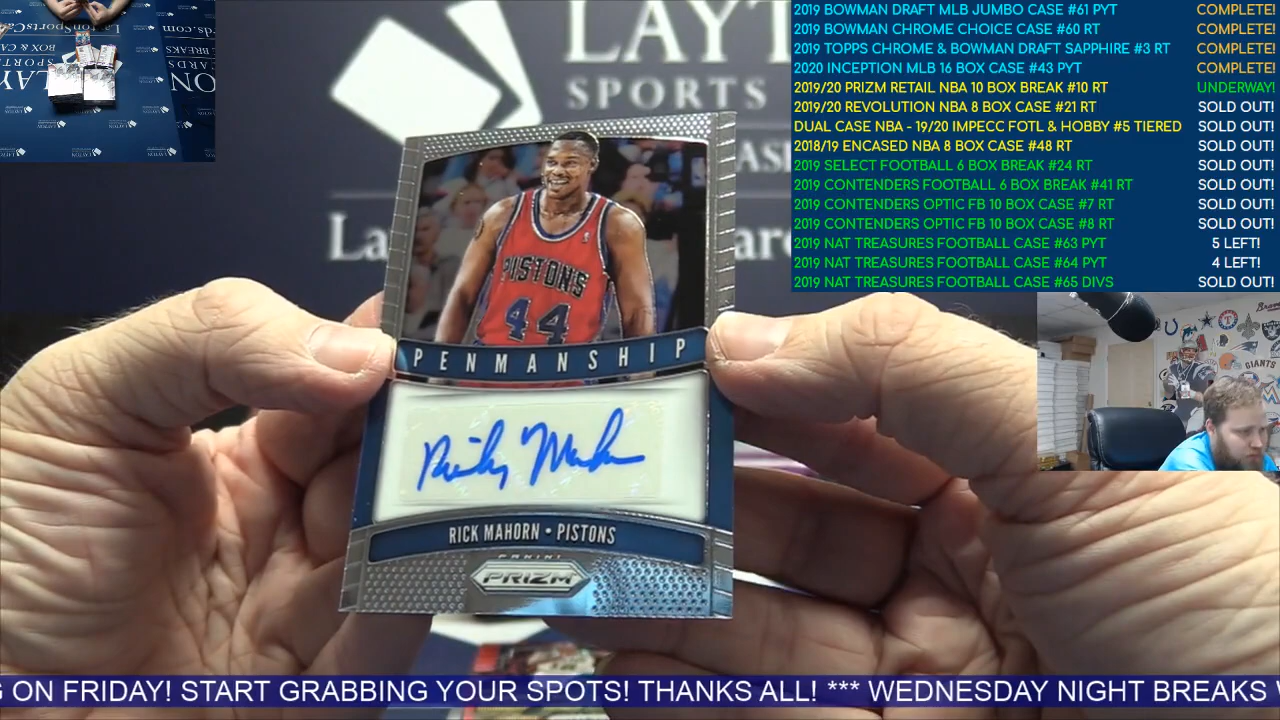 2019 BOWMAN DRAFT MLB JUMBO CASE #61 PYT COMPLETE!
2019 BOWMAN CHROME CHOICE CASE #60 RT COMPLETE!
2019 TOPPS CHROME & BOWMAN DRAFT SAPPHIRE #3 RT COMPLETE!
2020 INCEPTION MLB 16 BOX CASE #43 PYT COMPLETE!
2019/20 PRIZM RETAIL NBA 10 BOX BREAK #10 RT UNDERWAY!
2019/20 REVOLUTION NBA 8 BOX CASE #21 RT SOLD OUT!
DUAL CASE NBA - 19/20 IMPECC FOTL & HOBBY #5 TIERED SOLD OUT!
2018/19 ENCASED NBA 8 BOX CASE #48 RT SOLD OUT!
2019 SELECT FOOTBALL 6 BOX BREAK #24 RT SOLD OUT!
2019 CONTENDERS FOOTBALL 6 BOX BREAK #41 RT SOLD OUT!
2019 CONTENDERS OPTIC FB 10 BOX CASE #7 RT SOLD OUT!
2019 CONTENDERS OPTIC FB 10 BOX CASE #8 RT SOLD OUT!
2019 NAT TREASURES FOOTBALL CASE #63 PYT 5 LEFT!
2019 NAT TREASURES FOOTBALL CASE #64 PYT 4 LEFT!
2019 NAT TREASURES FOOTBALL CASE #65 DIVS SOLD OUT!
LAYT
SPORTS
La
PISTONS
44
PENMANSHIP
RICK MAHORN • PISTONS
PANINI
PRIZM
GIANTS
ON FRIDAY! START GRABBING YOUR SPOTS! THANKS ALL! *** WEDNESDAY NIGHT BREAKS